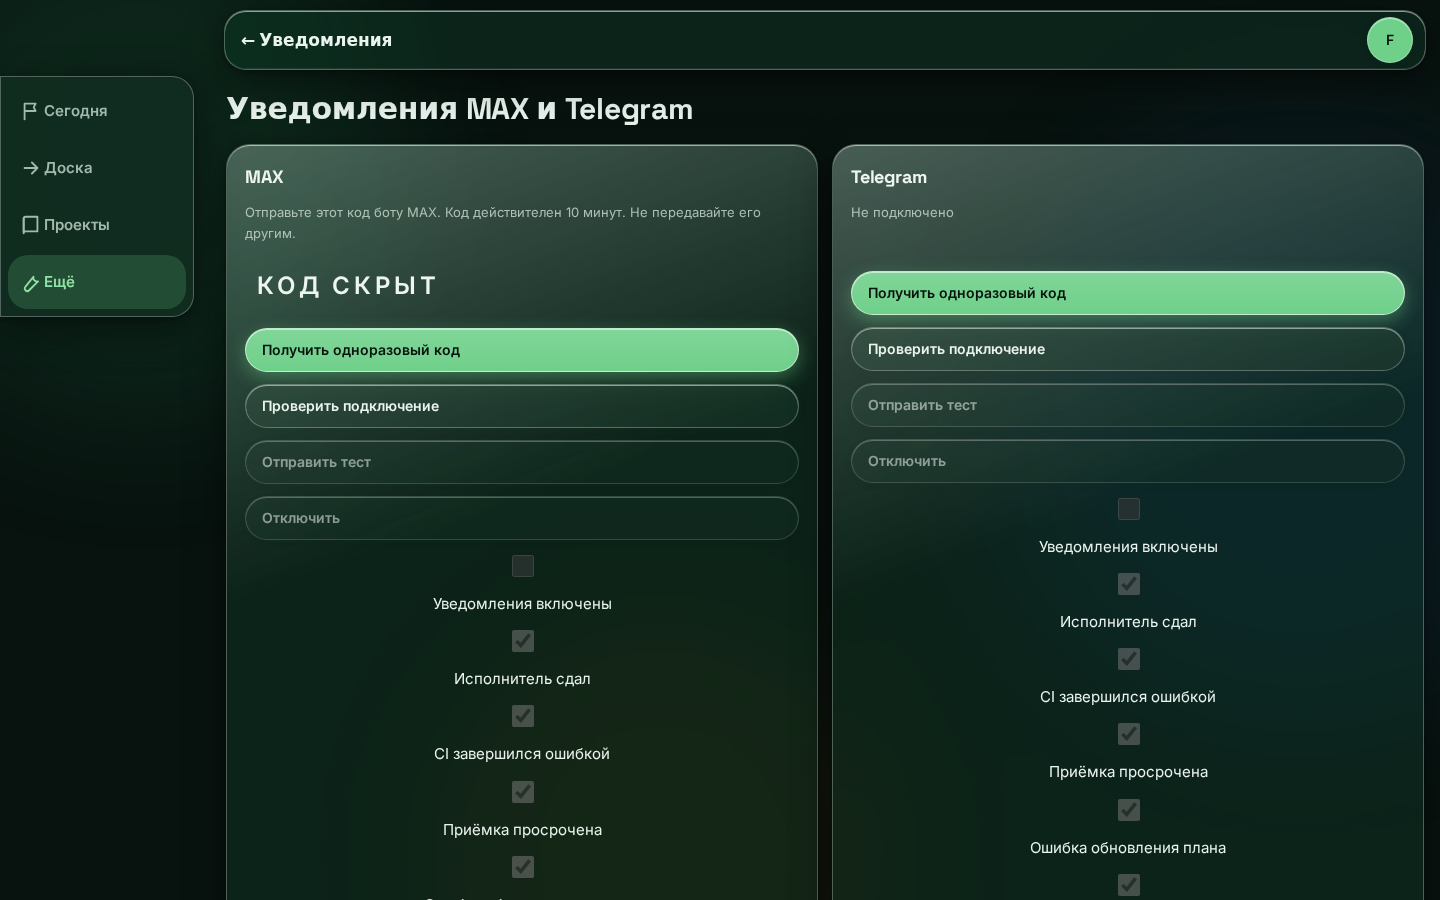 ← Уведомления
F
Сегодня
Доска
Проекты
Ещё
Уведомления MAX и Telegram
MAX
Отправьте этот код боту MAX. Код действителен 10 минут. Не передавайте его
другим.
КОД СКРЫТ
Получить одноразовый код
Проверить подключение
Отправить тест
Отключить
Уведомления включены
Исполнитель сдал
CI завершился ошибкой
Приёмка просрочена
Telegram
Не подключено
Получить одноразовый код
Проверить подключение
Отправить тест
Отключить
Уведомления включены
Исполнитель сдал
CI завершился ошибкой
Приёмка просрочена
Ошибка обновления плана